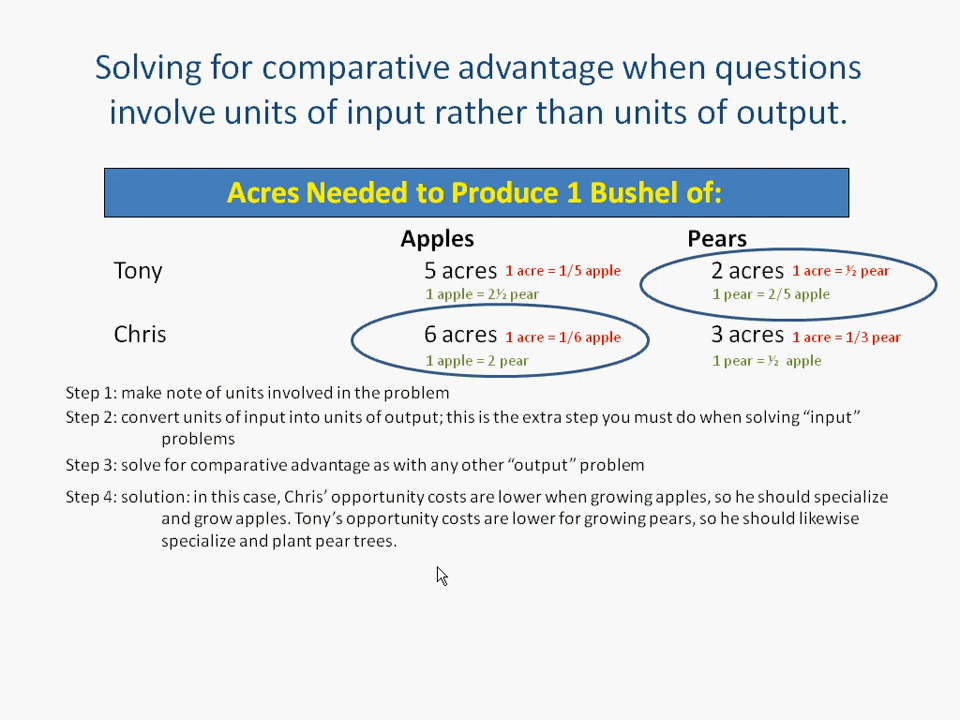 Solving for comparative advantage when questions
involve units of input rather than units of output.
Acres Needed to Produce 1 Bushel of:
Apples Pears
Tony 5 acres 1 acre = 1/5 apple 2 acres 1 acre = ½ pear
1 apple = 2½ pear 1 pear = 2/5 apple
Chris 6 acres 1 acre = 1/6 apple 3 acres 1 acre = 1/3 pear
1 apple = 2 pear 1 pear = ½ apple
Step 1: make note of units involved in the problem
Step 2: convert units of input into units of output; this is the extra step you must do when solving “input”
problems
Step 3: solve for comparative advantage as with any other “output” problem
Step 4: solution: in this case, Chris’ opportunity costs are lower when growing apples, so he should specialize
and grow apples. Tony’s opportunity costs are lower for growing pears, so he should likewise
specialize and plant pear trees.